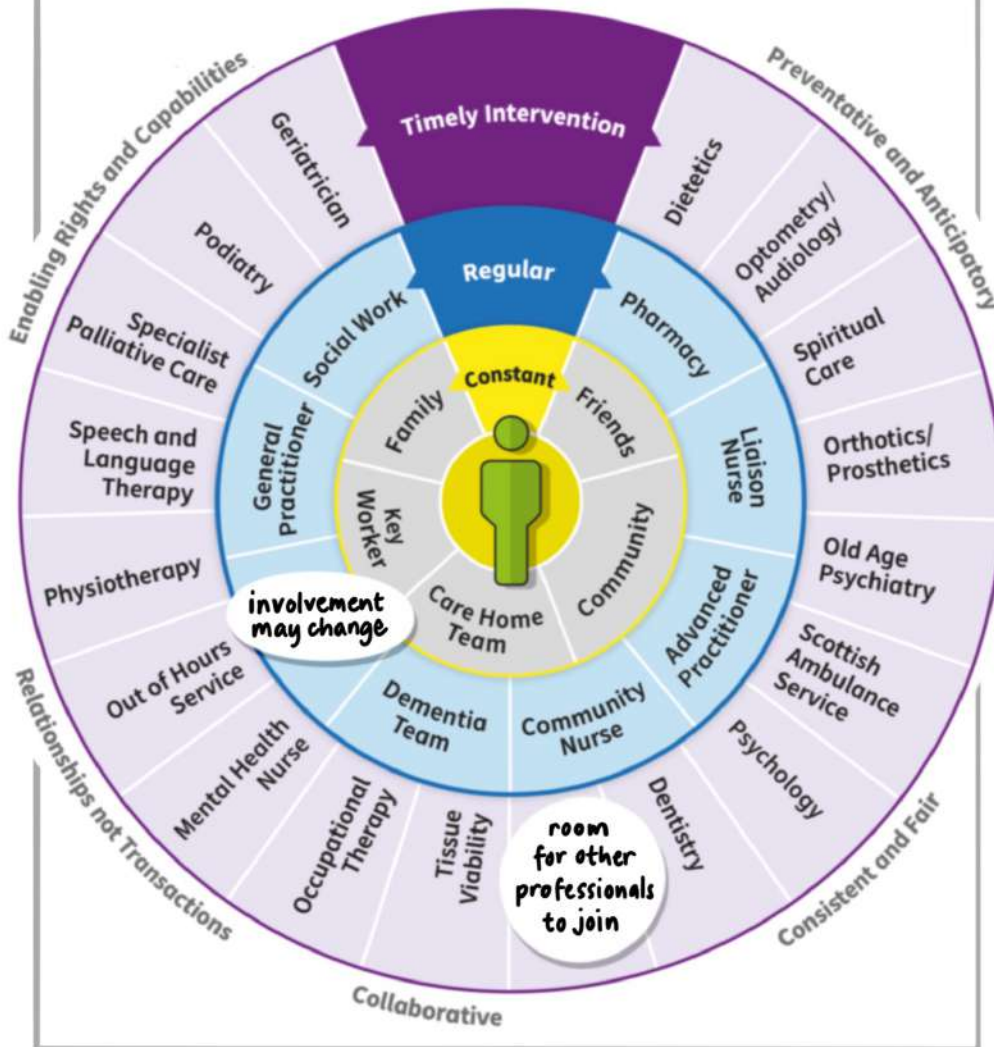 Enabling Rights and Capabilities
Preventative and Anticipatory
Consistent and Fair
Collaborative
Relationships not Transactions
Timely Intervention
Dietetics
Optometry/
Audiology
Spiritual
Care
Orthotics/
Prosthetics
Old Age
Psychiatry
Scottish
Ambulance
Service
Psychology
Dentistry
room
for other
professionals
to join
Tissue
Viability
Occupational
Therapy
Mental Health
Nurse
Out of Hours
Service
Physiotherapy
Speech and
Language
Therapy
Specialist
Palliative Care
Podiatry
Geriatrician
Regular
Pharmacy
Liaison
Nurse
Advanced
Practitioner
Community
Nurse
Dementia
Team
involvement
may change
General
Practitioner
Social Work
Constant
Friends
Community
Care Home
Team
Key
Worker
Family